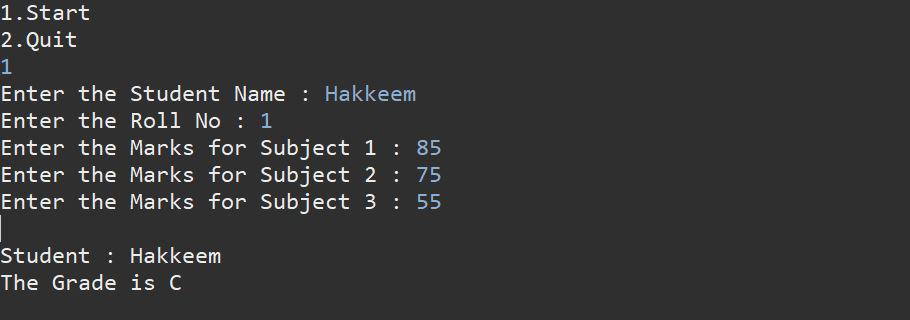 1.Start
2.Quit
1
Enter the Student Name : Hakkeem
Enter the Roll No : 1
Enter the Marks for Subject 1 : 85
Enter the Marks for Subject 2 : 75
Enter the Marks for Subject 3 : 55
Student : Hakkeem
The Grade is C